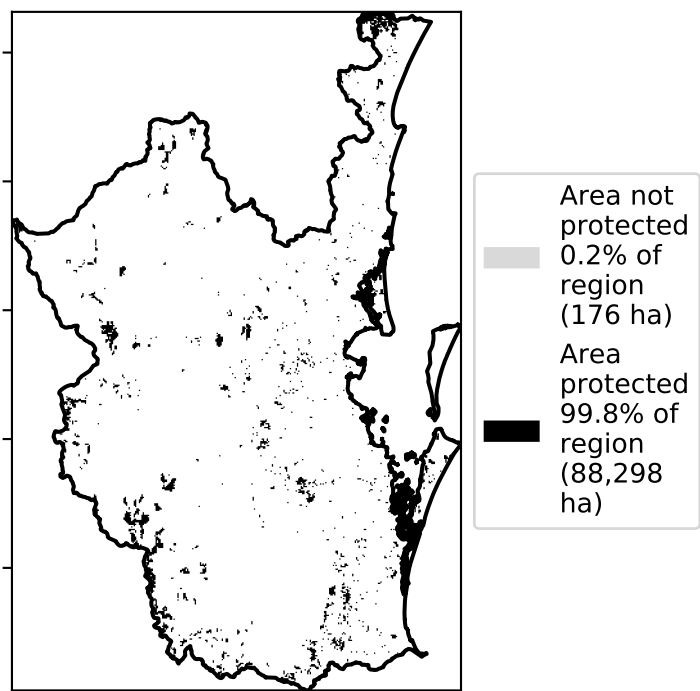 Area not
protected
0.2% of
region
(176 ha)
Area
protected
99.8% of
region
(88,298
ha)